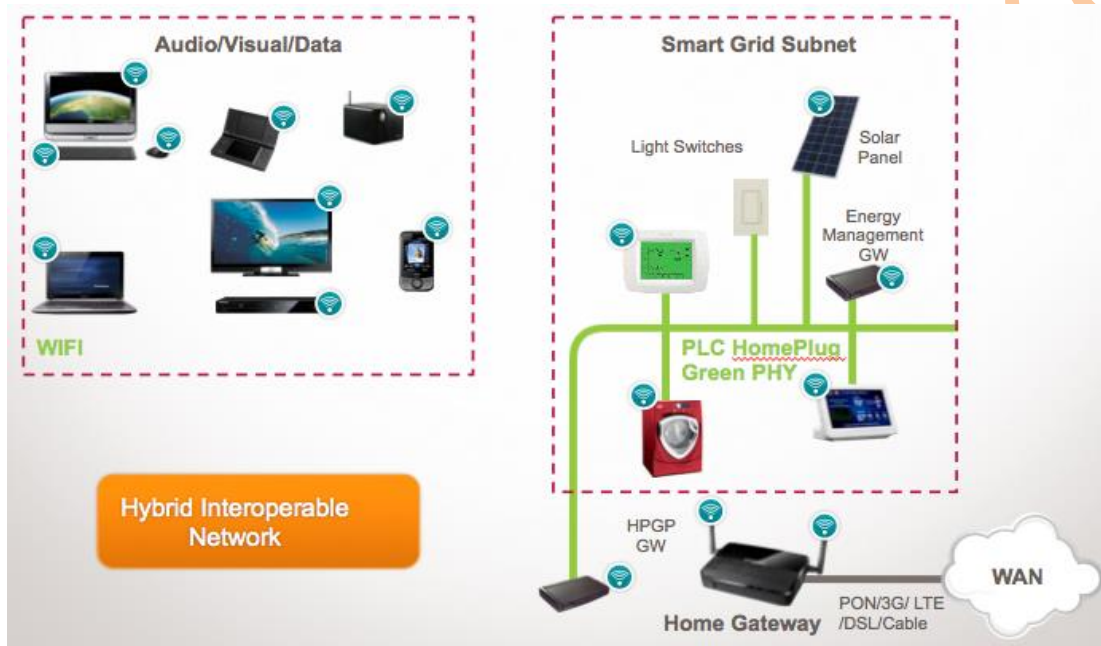 Audio/Visual/Data
WIFI
Smart Grid Subnet
Light Switches
Solar
Panel
Energy
Management
GW
PLC HomePlug
Green PHY
Hybrid Interoperable
Network
HPGP
GW
Home Gateway
PON/3G/ LTE
/DSL/Cable
WAN